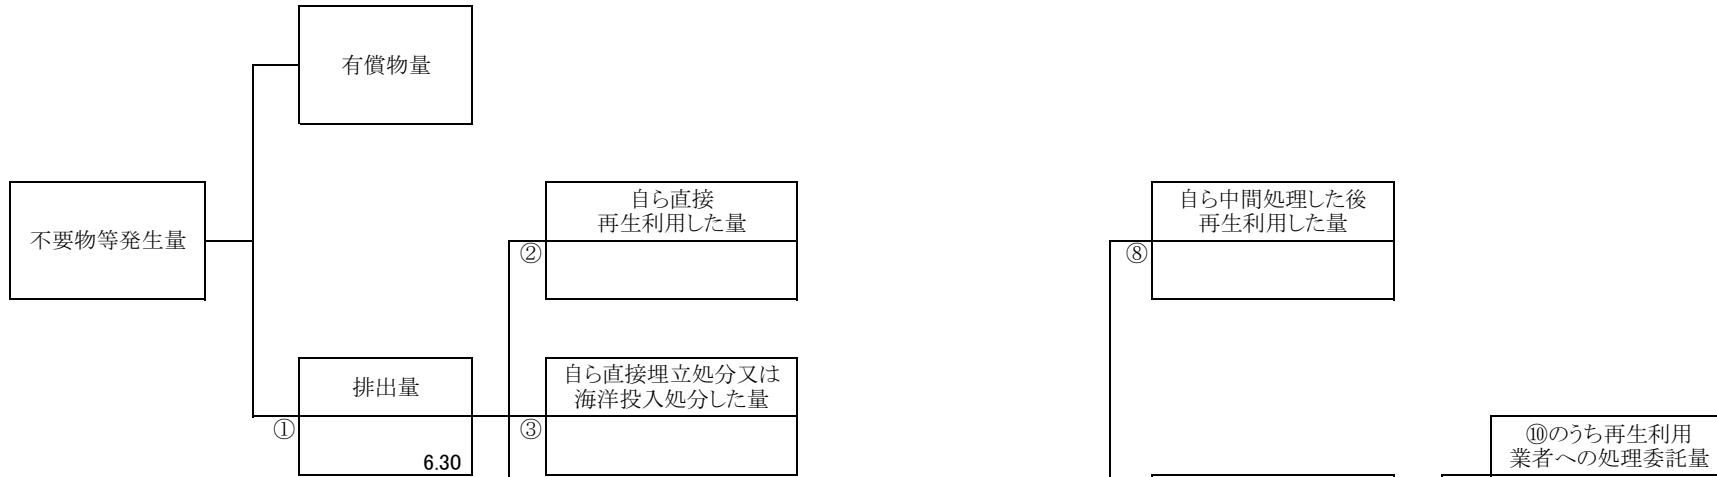 有償物量
不要物等発生量
自ら直接
再生利用した量
②
自ら中間処理した後
再生利用した量
⑧
排出量
①
6.30
自ら直接埋立処分又は
海洋投入処分した量
③
⑩のうち再生利用
業者への処理委託量